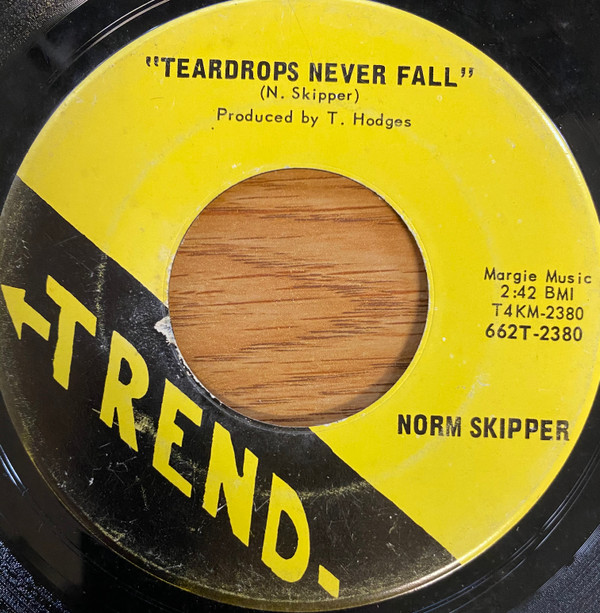 "TEARDROPS NEVER FALL"
(N. Skipper)
Produced by T. Hodges
Margie Music
2:42 BMI
T4KM-2380
662T-2380
NORM SKIPPER
TREND